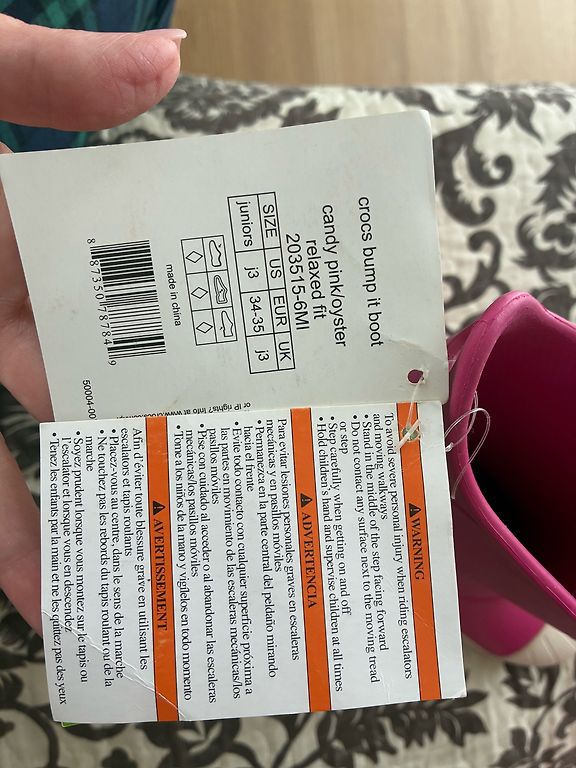 crocs bump it boot
candy pink/oyster
relaxed fit
203515-6MI
SIZE US EUR UK
juniors j3 34-35 j3
made in china
8 87350 78784 9
50004-00
or IP rights? Info at www.crocs.com
WARNING
To avoid severe personal injury when riding escalators
and moving walkways
• Stand in the middle of the step facing forward
• Do not contact any surface next to the moving tread
or step
• Step carefully when getting on and off
• Hold children's hand and supervise children at all times
ADVERTENCIA
Para evitar lesiones personales graves en escaleras
mecánicas y en pasillos móviles
• Permanezca en la parte central del peldaño mirando
hacia el frente
• Evite todo contacto con cualquier superficie próxima a
las partes en movimiento de las escaleras mecánicas/los
pasillos móviles
• Pise con cuidado al acceder o al abandonar las escaleras
mecánicas/los pasillos móviles
• Tome a los niños de la mano y vigílelos en todo momento
AVERTISSEMENT
Afin d'éviter toute blessure grave en utilisant les
escalators et tapis roulants
• Placez-vous au centre, dans le sens de la marche
• Ne touchez pas les rebords du tapis roulant ou de la
marche
• Soyez prudent lorsque vous montez sur le tapis ou
l'escalator et lorsque vous en descendez
• Tenez les enfants par la main et ne les quittez pas des yeux